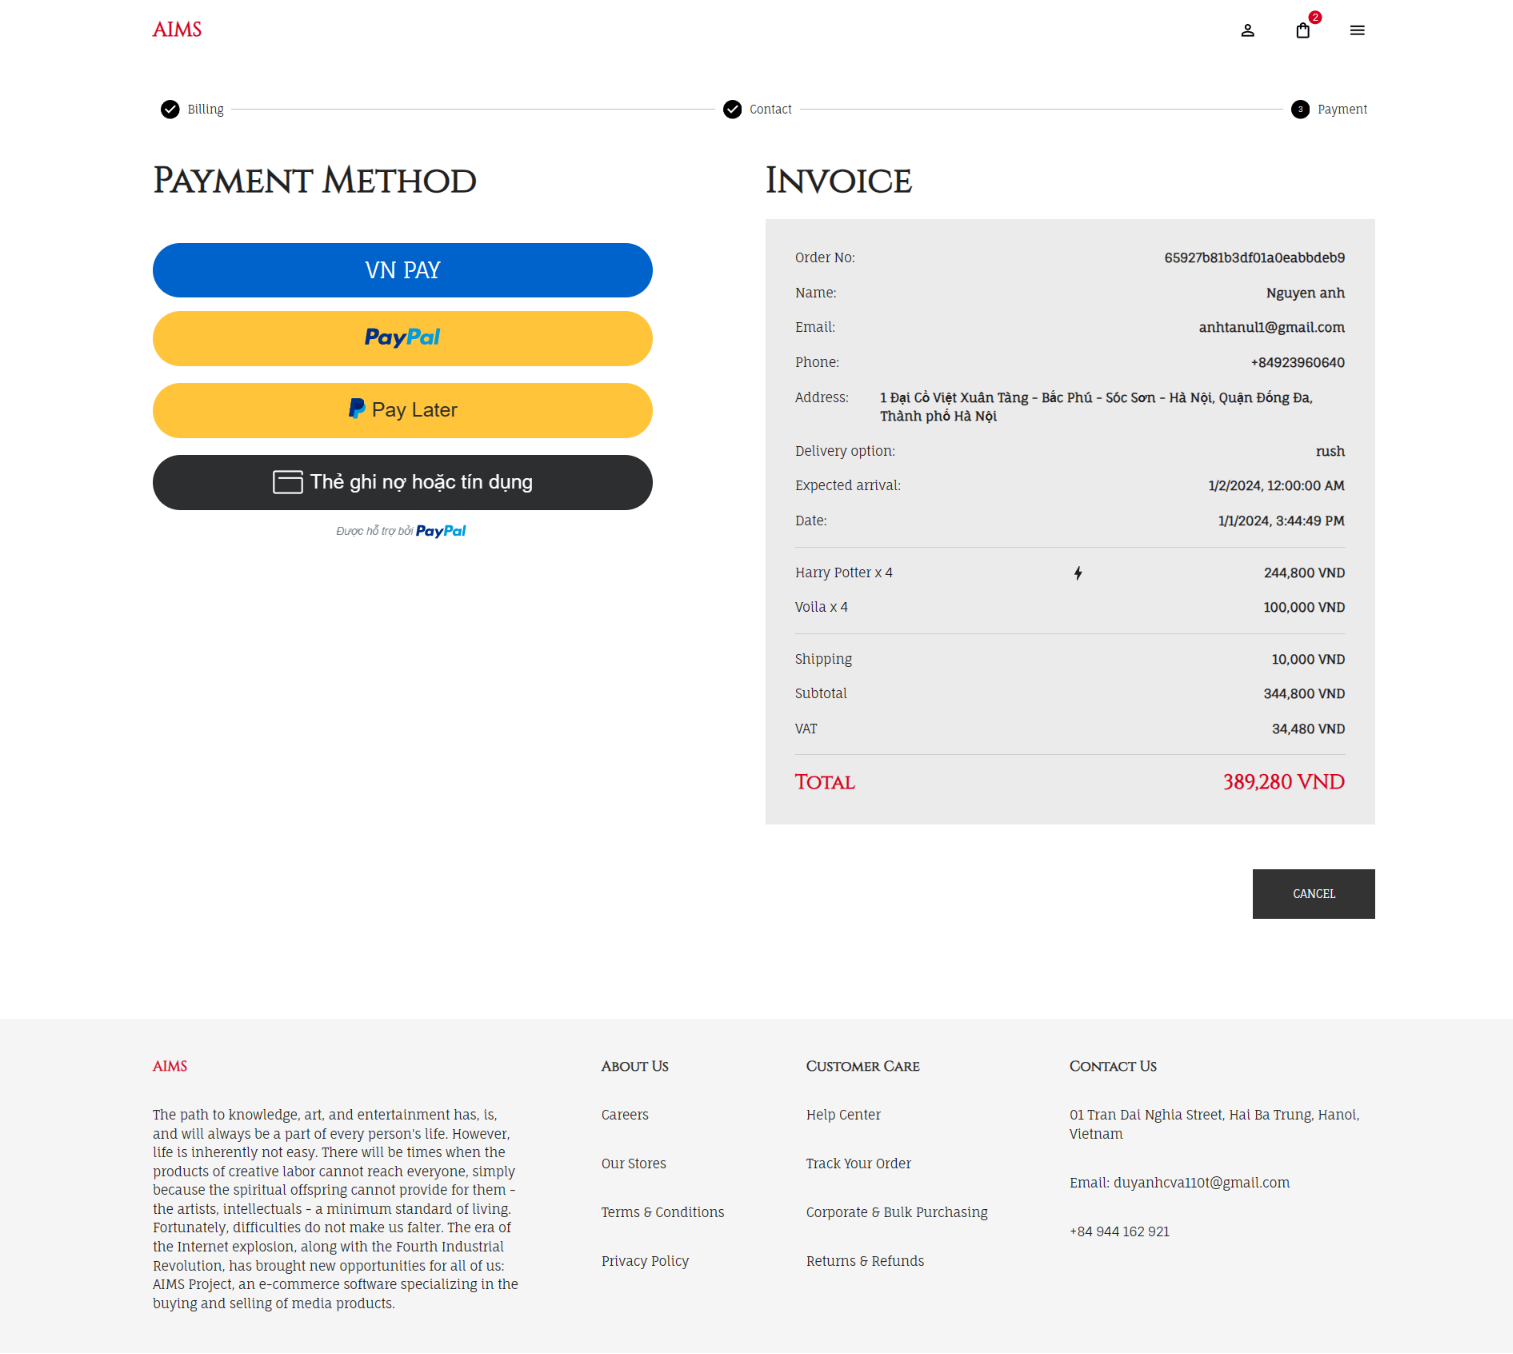 AIMS
2
Billing
Contact
3
Payment
Payment Method
VN PAY
PayPal
Pay Later
Thẻ ghi nợ hoặc tín dụng
Được hỗ trợ bởi PayPal
Invoice
Order No: 65927b81b3df01a0eabbdeb9
Name: Nguyen anh
Email: anhtanul1@gmail.com
Phone: +84923960640
Address: 1 Đại Cồ Việt Xuân Tàng - Bắc Phú - Sóc Sơn - Hà Nội, Quận Đống Đa,
Thành phố Hà Nội
Delivery option: rush
Expected arrival: 1/2/2024, 12:00:00 AM
Date: 1/1/2024, 3:44:49 PM
Harry Potter x 4 244,800 VND
Voila x 4 100,000 VND
Shipping 10,000 VND
Subtotal 344,800 VND
VAT 34,480 VND
Total 389,280 VND
CANCEL
AIMS
The path to knowledge, art, and entertainment has, is,
and will always be a part of every person's life. However,
life is inherently not easy. There will be times when the
products of creative labor cannot reach everyone, simply
because the spiritual offspring cannot provide for them -
the artists, intellectuals - a minimum standard of living.
Fortunately, difficulties do not make us falter. The era of
the Internet explosion, along with the Fourth Industrial
Revolution, has brought new opportunities for all of us:
AIMS Project, an e-commerce software specializing in the
buying and selling of media products.
About Us
Careers
Our Stores
Terms & Conditions
Privacy Policy
Customer Care
Help Center
Track Your Order
Corporate & Bulk Purchasing
Returns & Refunds
Contact Us
01 Tran Dai Nghia Street, Hai Ba Trung, Hanoi,
Vietnam
Email: duyanhcva110t@gmail.com
+84 944 162 921